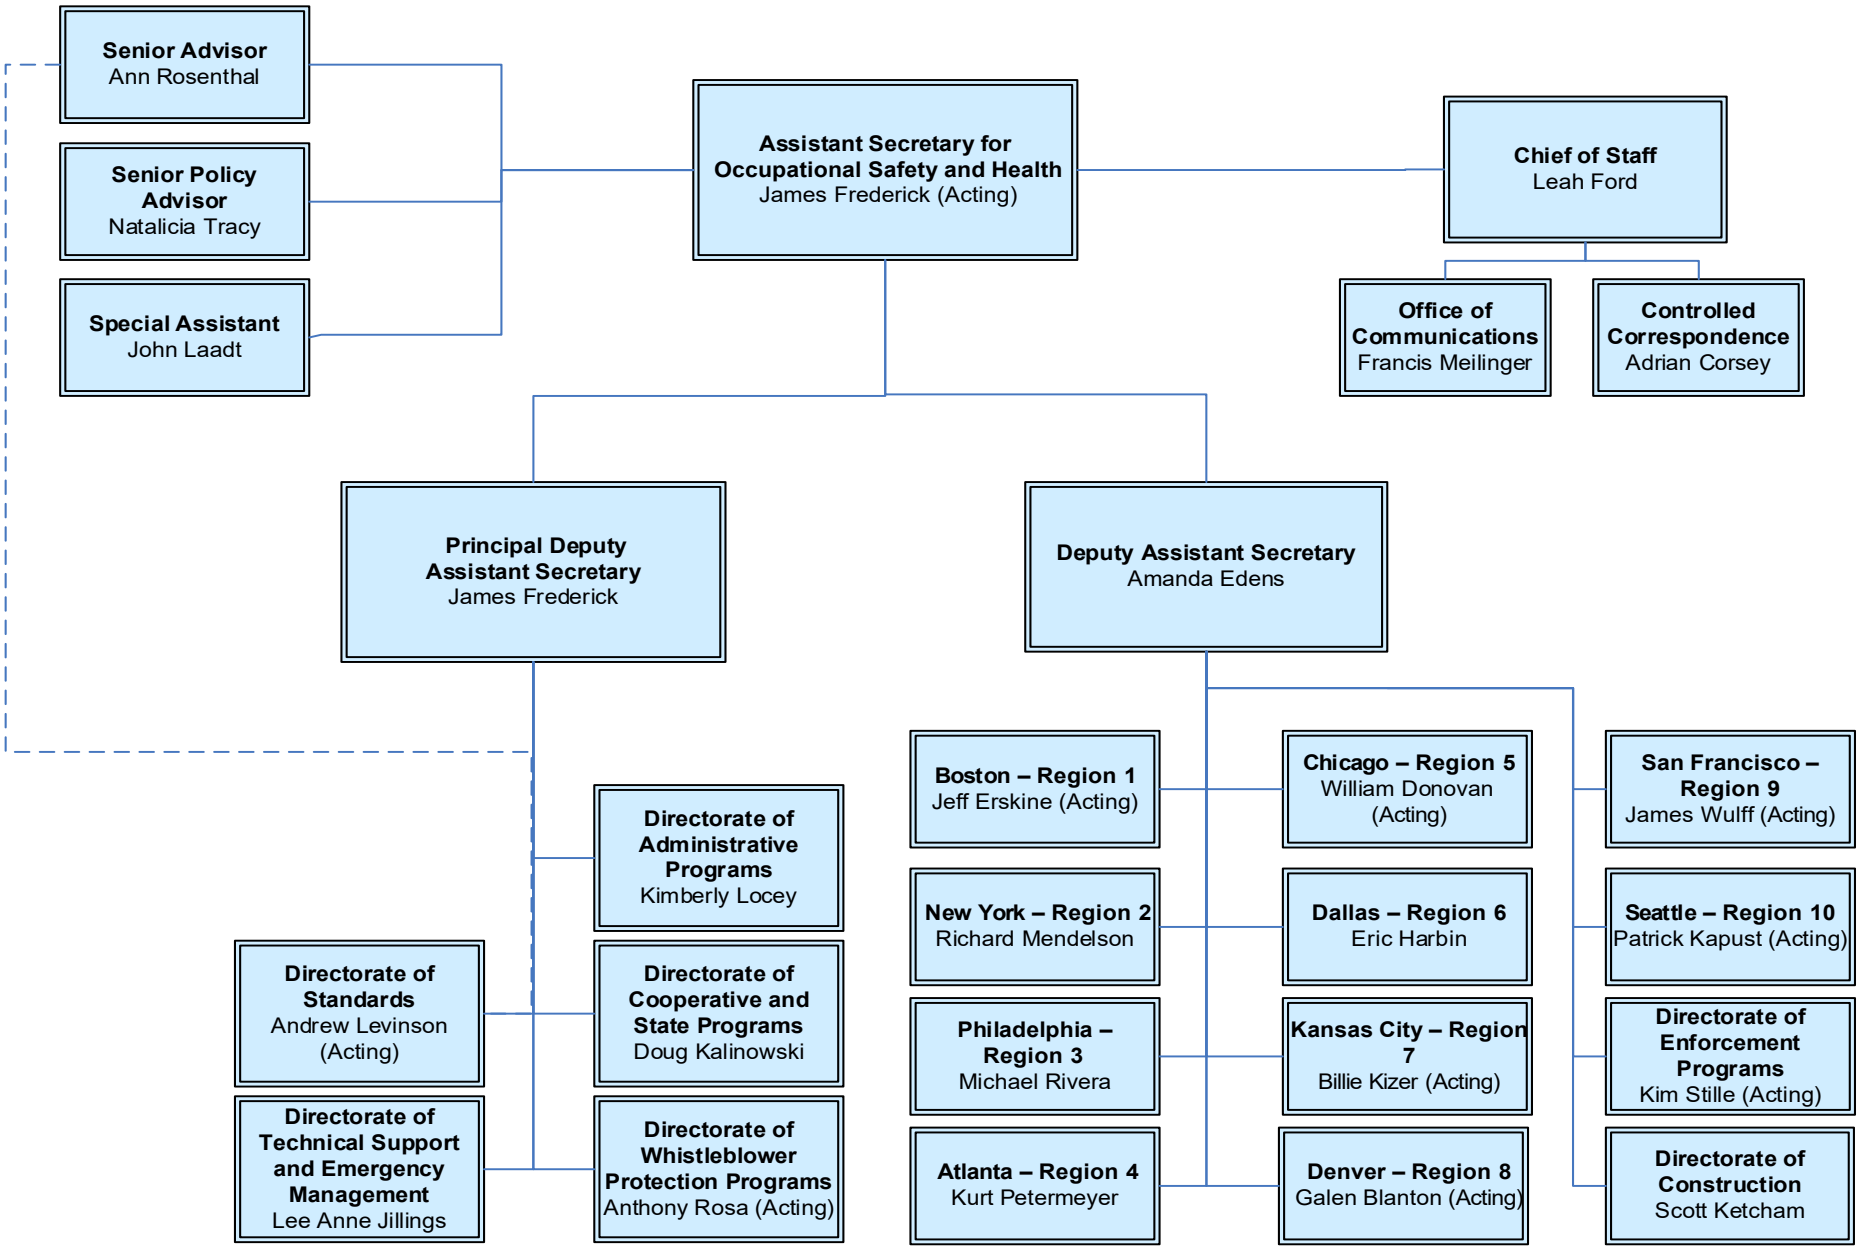 Senior Advisor
Ann Rosenthal
Senior Policy
Advisor
Natalicia Tracy
Special Assistant
John Laadt
Assistant Secretary for
Occupational Safety and Health
James Frederick (Acting)
Chief of Staff
Leah Ford
Office of
Communications
Francis Meilinger
Controlled
Correspondence
Adrian Corsey
Principal Deputy
Assistant Secretary
James Frederick
Deputy Assistant Secretary
Amanda Edens
Directorate of
Administrative
Programs
Kimberly Locey
Directorate of
Standards
Andrew Levinson
(Acting)
Directorate of
Cooperative and
State Programs
Doug Kalinowski
Directorate of
Technical Support
and Emergency
Management
Lee Anne Jillings
Directorate of
Whistleblower
Protection Programs
Anthony Rosa (Acting)
Boston – Region 1
Jeff Erskine (Acting)
Chicago – Region 5
William Donovan
(Acting)
San Francisco –
Region 9
James Wulff (Acting)
New York – Region 2
Richard Mendelson
Dallas – Region 6
Eric Harbin
Seattle – Region 10
Patrick Kapust (Acting)
Philadelphia –
Region 3
Michael Rivera
Kansas City – Region
7
Billie Kizer (Acting)
Directorate of
Enforcement
Programs
Kim Stille (Acting)
Atlanta – Region 4
Kurt Petermeyer
Denver – Region 8
Galen Blanton (Acting)
Directorate of
Construction
Scott Ketcham